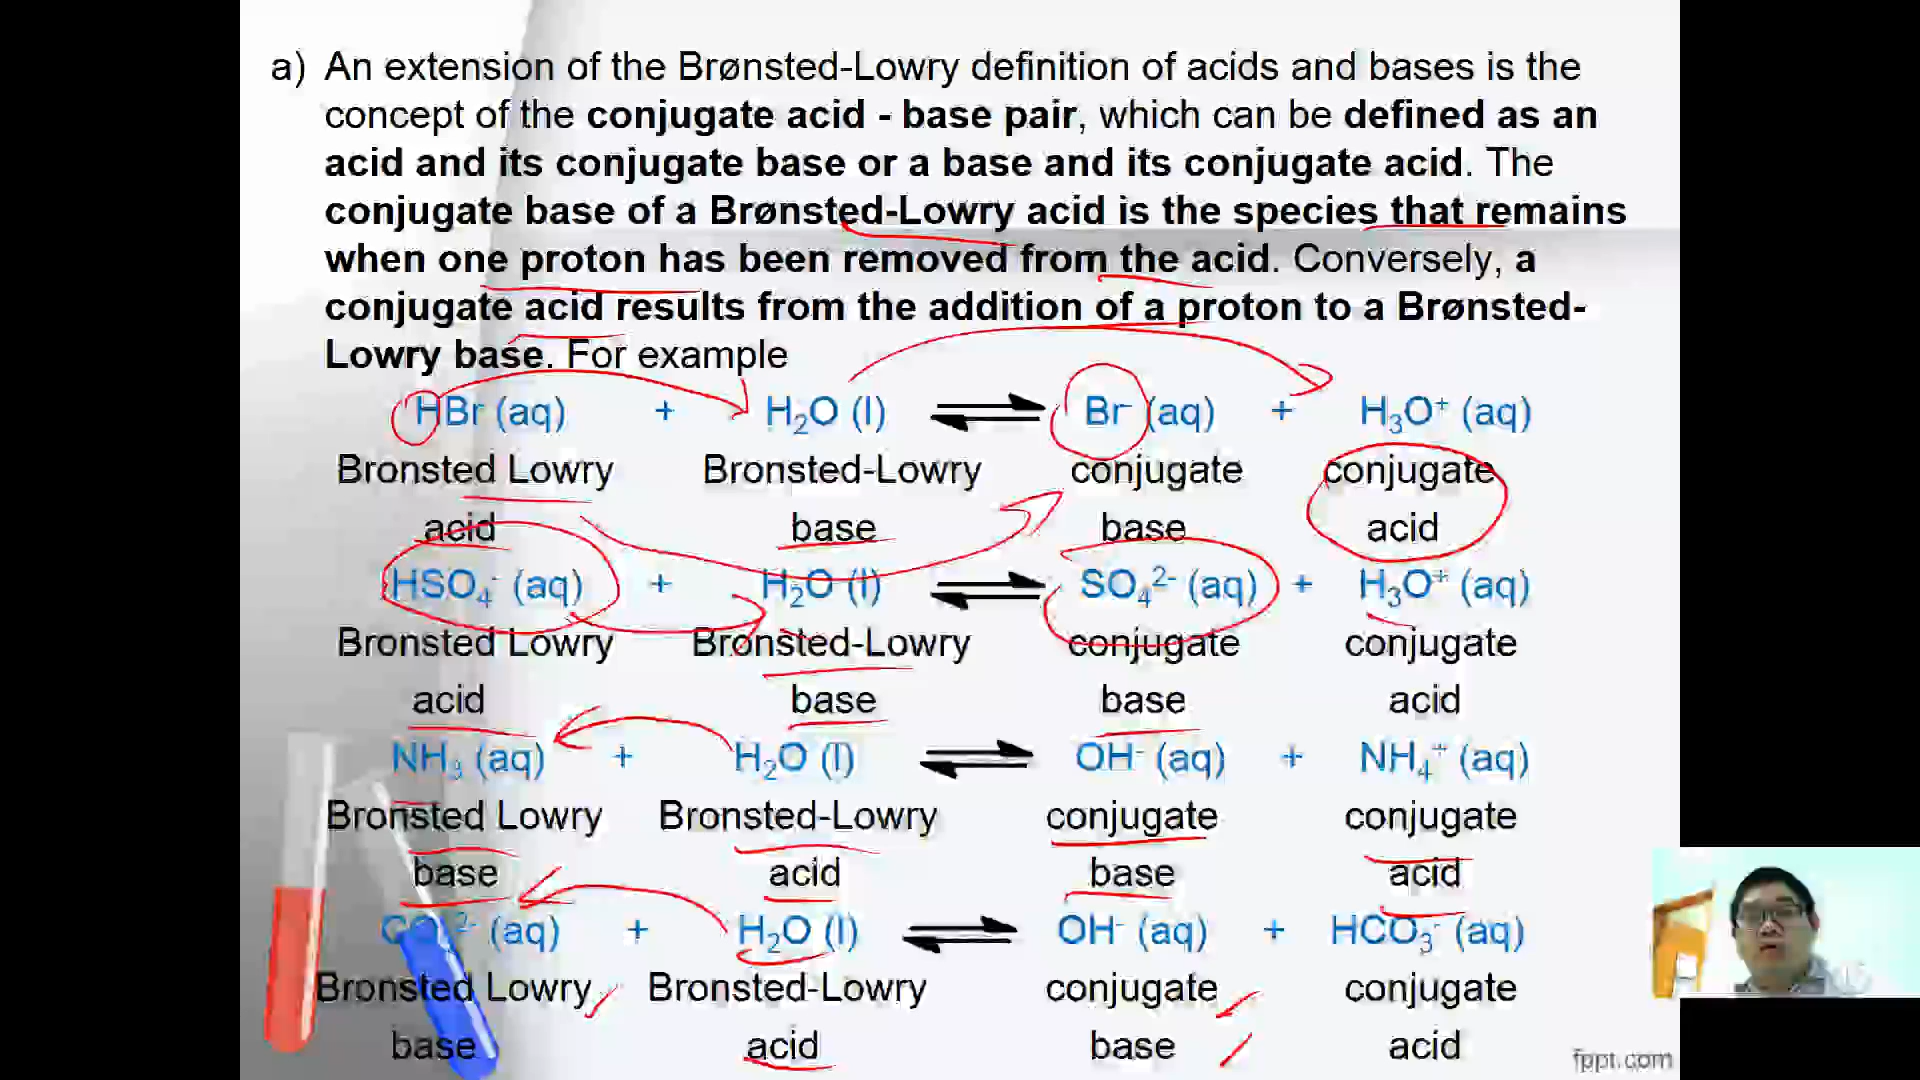 a) An extension of the Brønsted-Lowry definition of acids and bases is the
concept of the conjugate acid - base pair, which can be defined as an
acid and its conjugate base or a base and its conjugate acid. The
conjugate base of a Brønsted-Lowry acid is the species that remains
when one proton has been removed from the acid. Conversely, a
conjugate acid results from the addition of a proton to a Brønsted-
Lowry base. For example
HBr (aq) + H₂O (l) ⇌ Br⁻ (aq) + H₃O⁺ (aq)
Bronsted Lowry Bronsted-Lowry conjugate conjugate
acid base base acid
HSO₄⁻ (aq) + H₂O (l) ⇌ SO₄²⁻ (aq) + H₃O⁺ (aq)
Bronsted Lowry Bronsted-Lowry conjugate conjugate
acid base base acid
NH₃ (aq) + H₂O (l) ⇌ OH⁻ (aq) + NH₄⁺ (aq)
Bronsted Lowry Bronsted-Lowry conjugate conjugate
base acid base acid
CO₃²⁻ (aq) + H₂O (l) ⇌ OH⁻ (aq) + HCO₃⁻ (aq)
Bronsted Lowry Bronsted-Lowry conjugate conjugate
base acid base acid
fppt.com